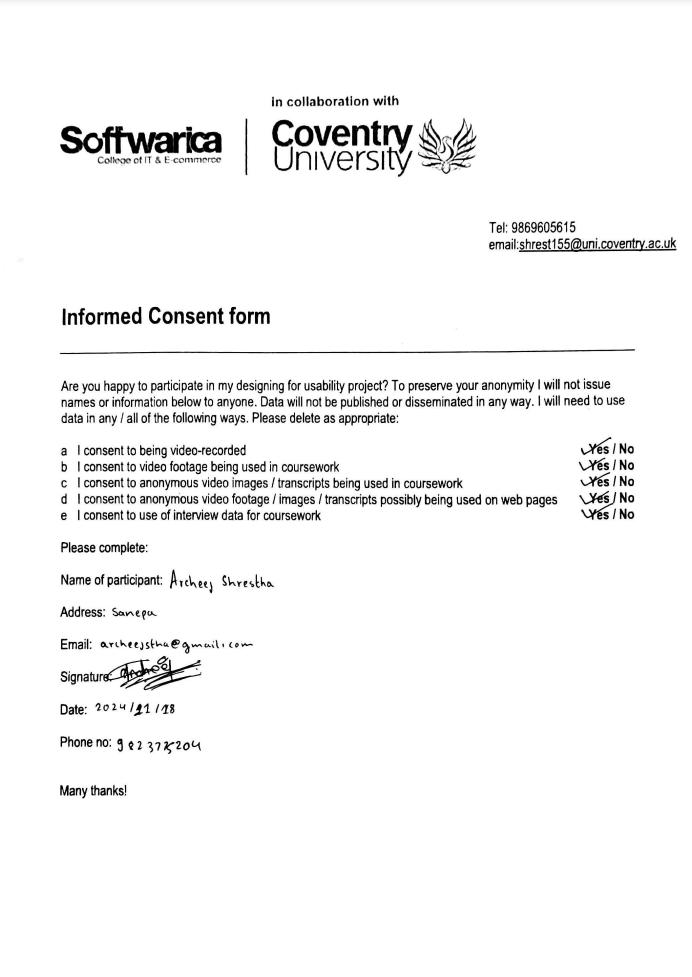 in collaboration with
Softwarica
College of IT & E-commerce
Coventry
University
Tel: 9869605615
email:shrest155@uni.coventry.ac.uk
Informed Consent form
Are you happy to participate in my designing for usability project? To preserve your anonymity I will not issue
names or information below to anyone. Data will not be published or disseminated in any way. I will need to use
data in any / all of the following ways. Please delete as appropriate:
a I consent to being video-recorded Yes / No
b I consent to video footage being used in coursework Yes / No
c I consent to anonymous video images / transcripts being used in coursework Yes / No
d I consent to anonymous video footage / images / transcripts possibly being used on web pages Yes / No
e I consent to use of interview data for coursework Yes / No
Please complete:
Name of participant: Archeej Shrestha
Address: Sanepa
Email: archeejstha@gmail.com
Signature:
Date: 2024/11/18
Phone no:
Many thanks!